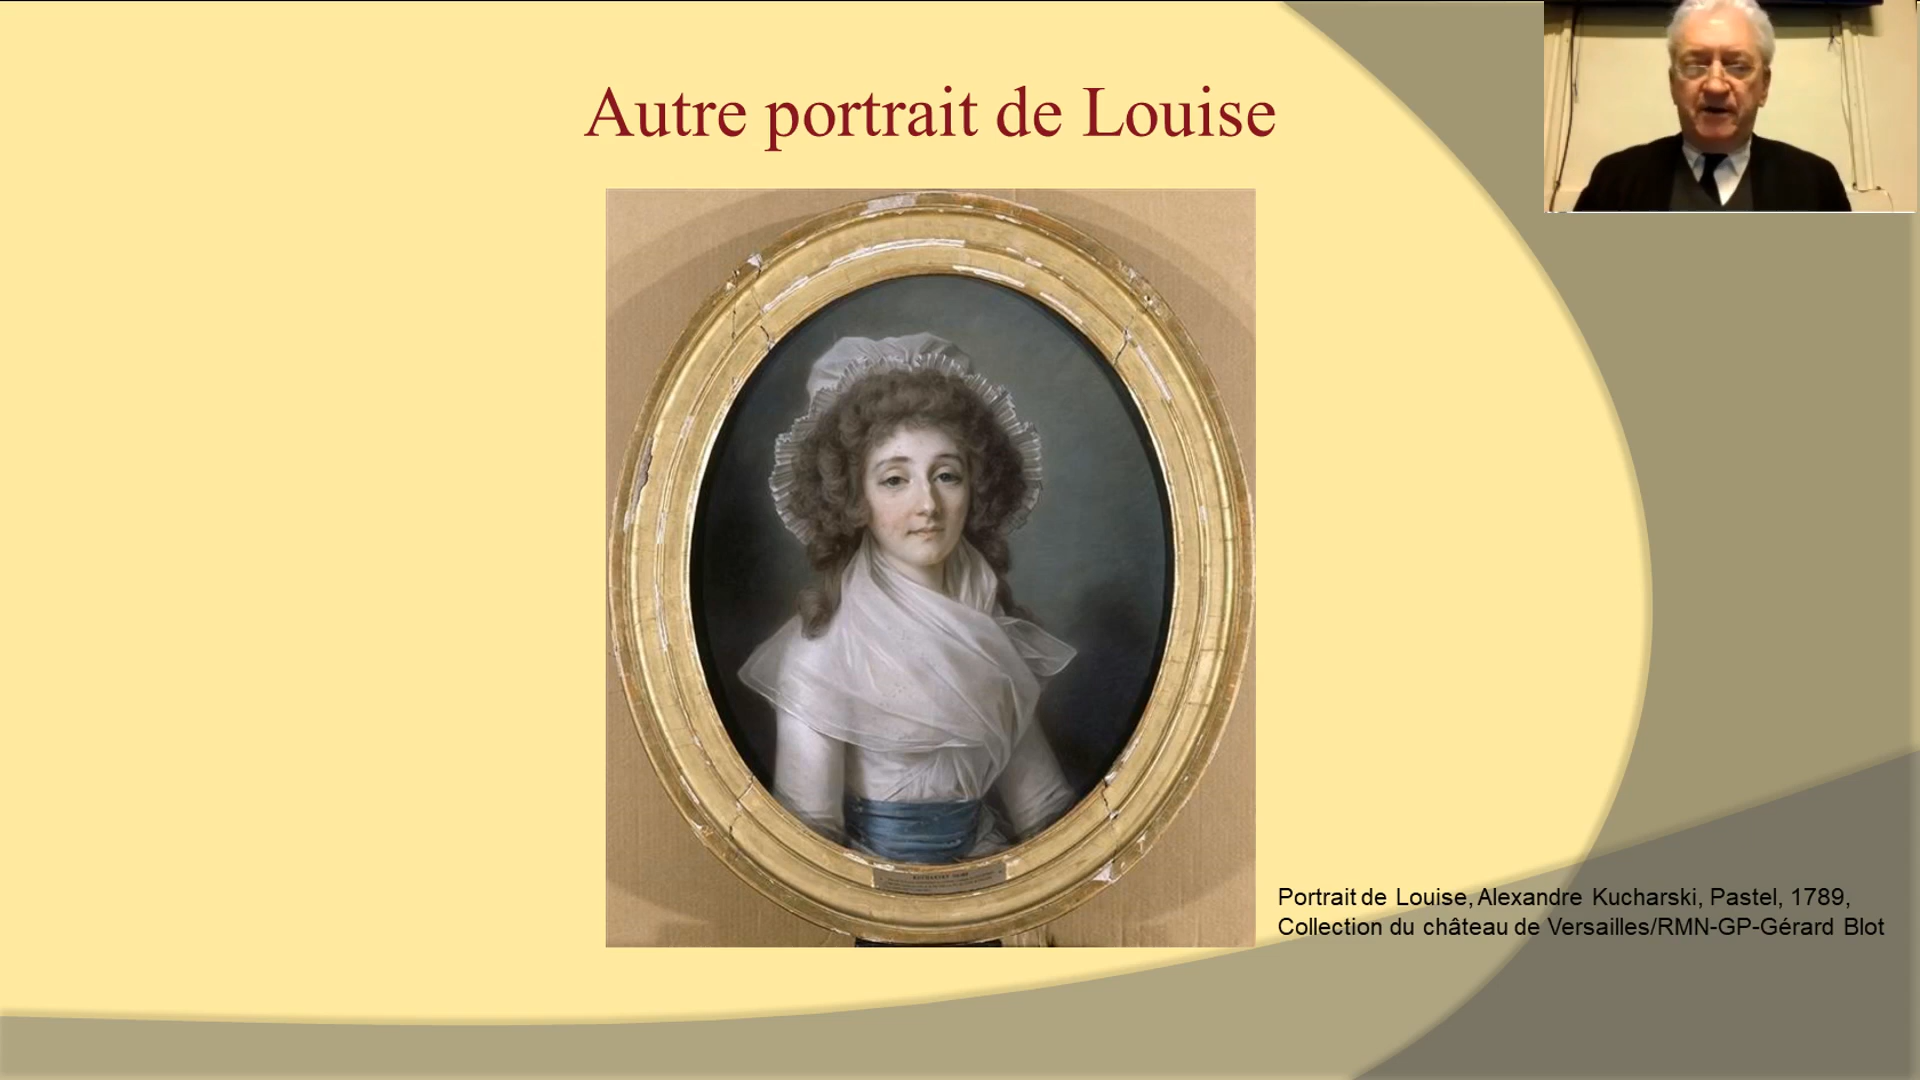 Autre portrait de Louise
Portrait de Louise, Alexandre Kucharski, Pastel, 1789,
Collection du château de Versailles/RMN-GP-Gérard Blot